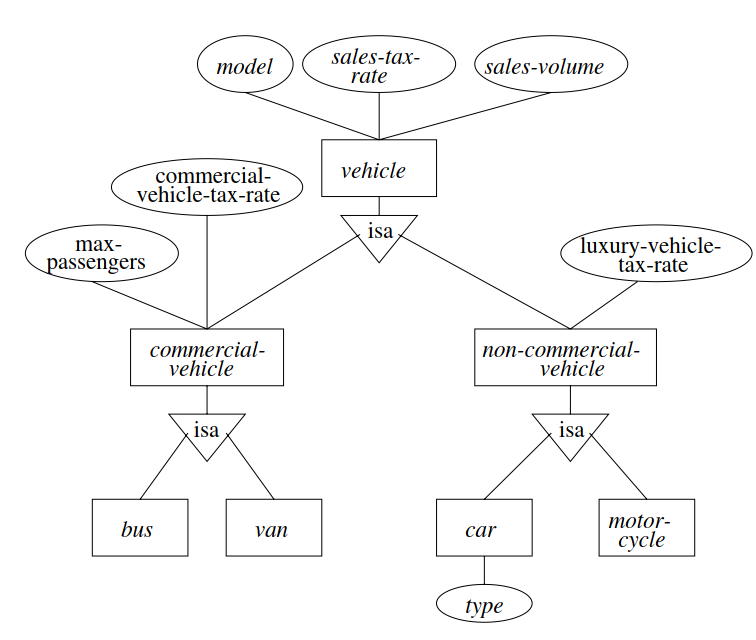 model
sales-tax-
rate
sales-volume
vehicle
commercial-
vehicle-tax-rate
isa
max-
passengers
luxury-vehicle-
tax-rate
commercial-
vehicle
non-commercial-
vehicle
isa
isa
bus
van
car
motor-
cycle
type